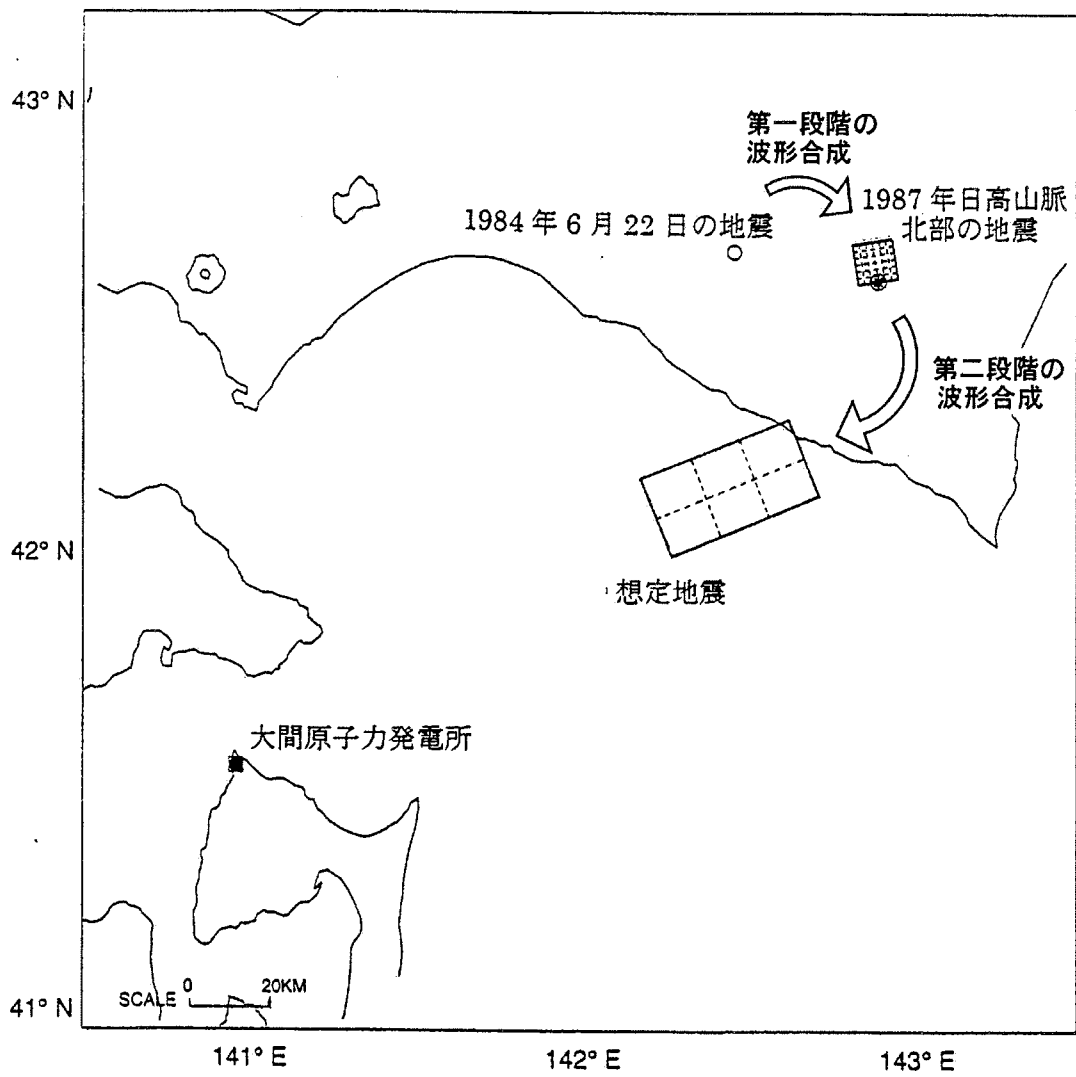 43° N
第一段階の
波形合成
1984 年 6 月 22 日の地震
1987 年日高山脈
北部の地震
第二段階の
波形合成
42° N
想定地震
大間原子力発電所
SCALE 0 20KM
41° N
141° E 142° E 143° E